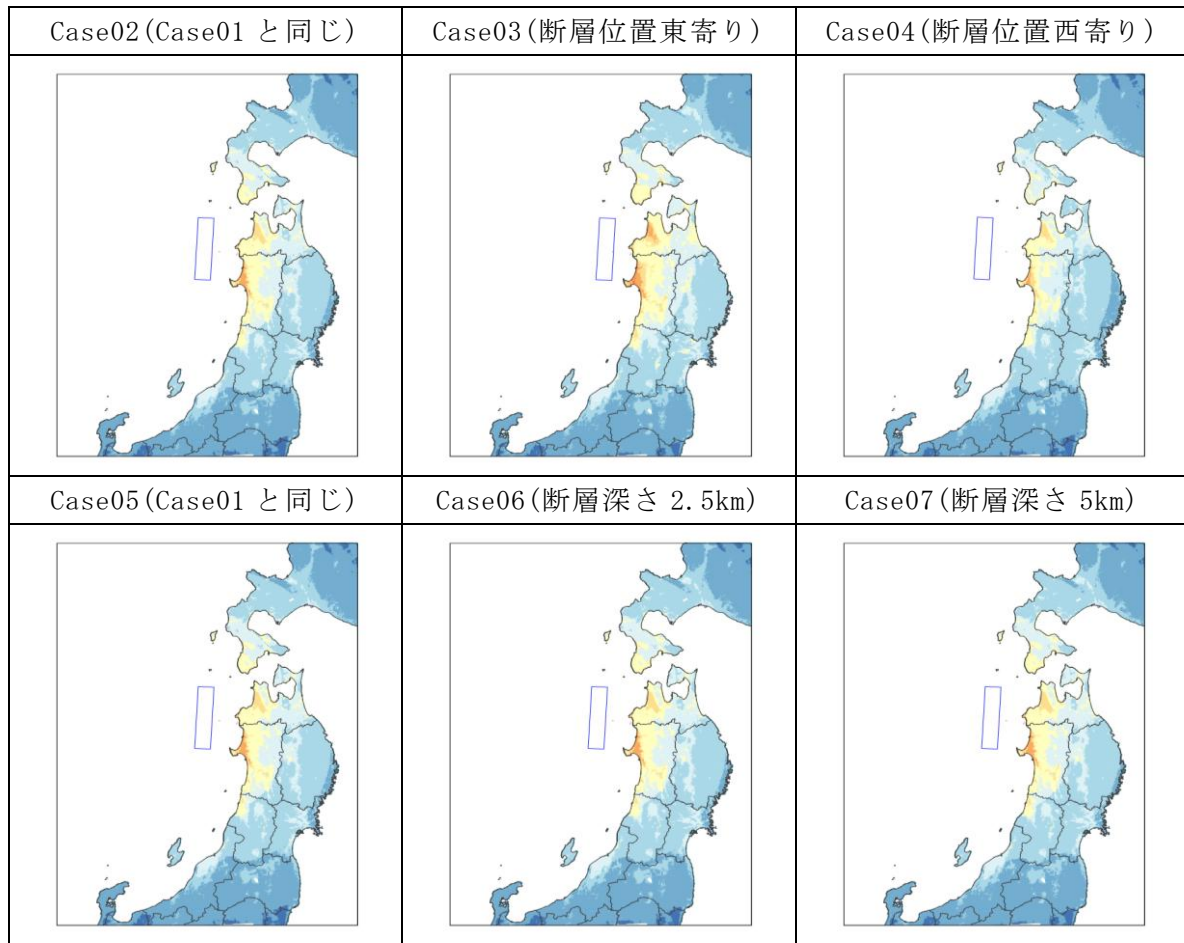 Case02(Case01 と同じ)
Case03(断層位置東寄り)
Case04(断層位置西寄り)
Case05(Case01 と同じ)
Case06(断層深さ 2.5km)
Case07(断層深さ 5km)